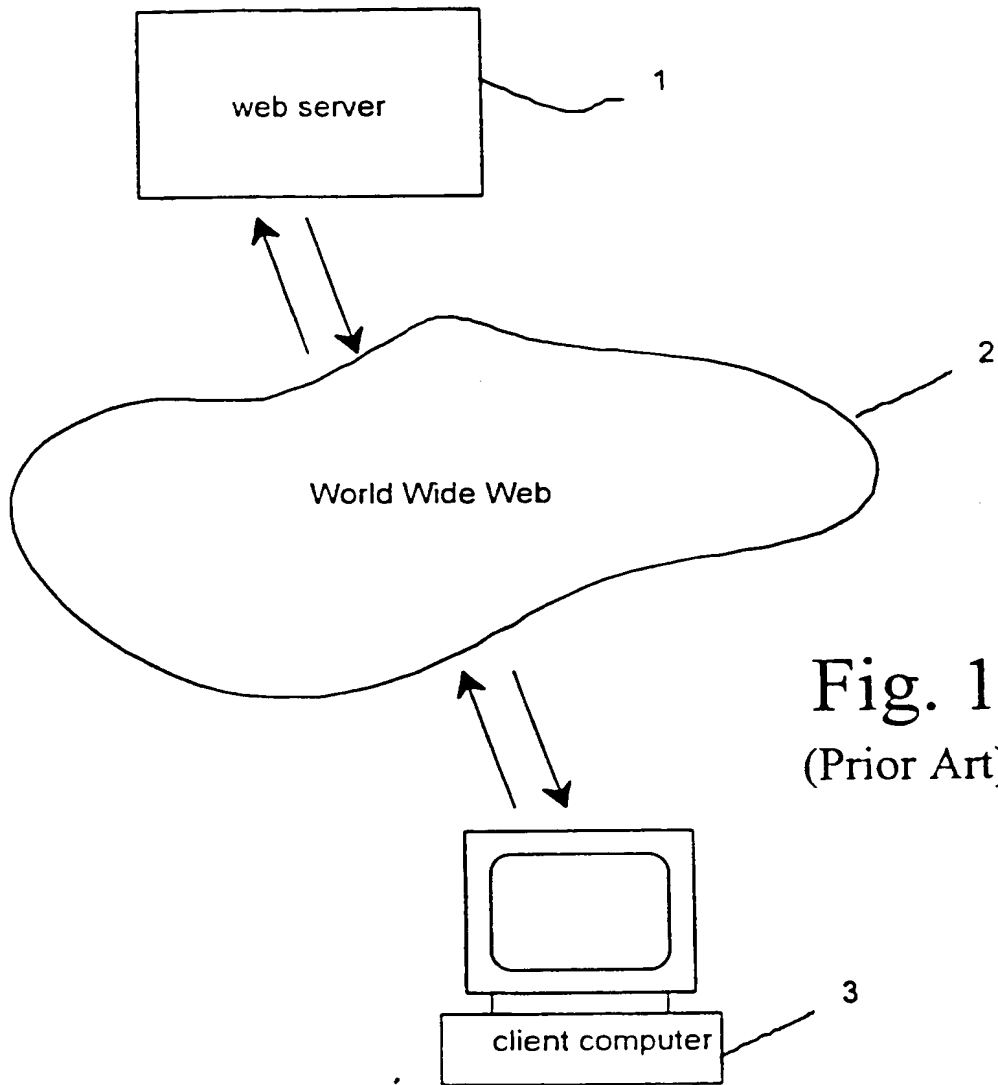 web server
1
2
World Wide Web
Fig. 1
(Prior Art)
3
client computer